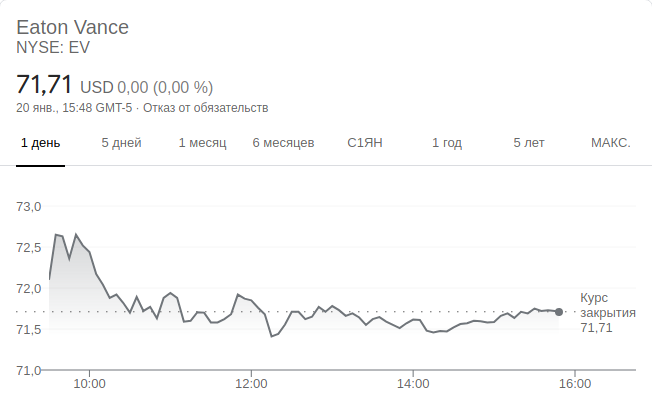 Eaton Vance
NYSE: EV
71,71 USD 0,00 (0,00 %)
20 янв., 15:48 GMT-5 · Отказ от обязательств
1 день 5 дней 1 месяц 6 месяцев С1ЯН 1 год 5 лет МАКС.
73,0
72,5
72,0
71,5
71,0
Курс
закрытия
71,71
10:00 12:00 14:00 16:00